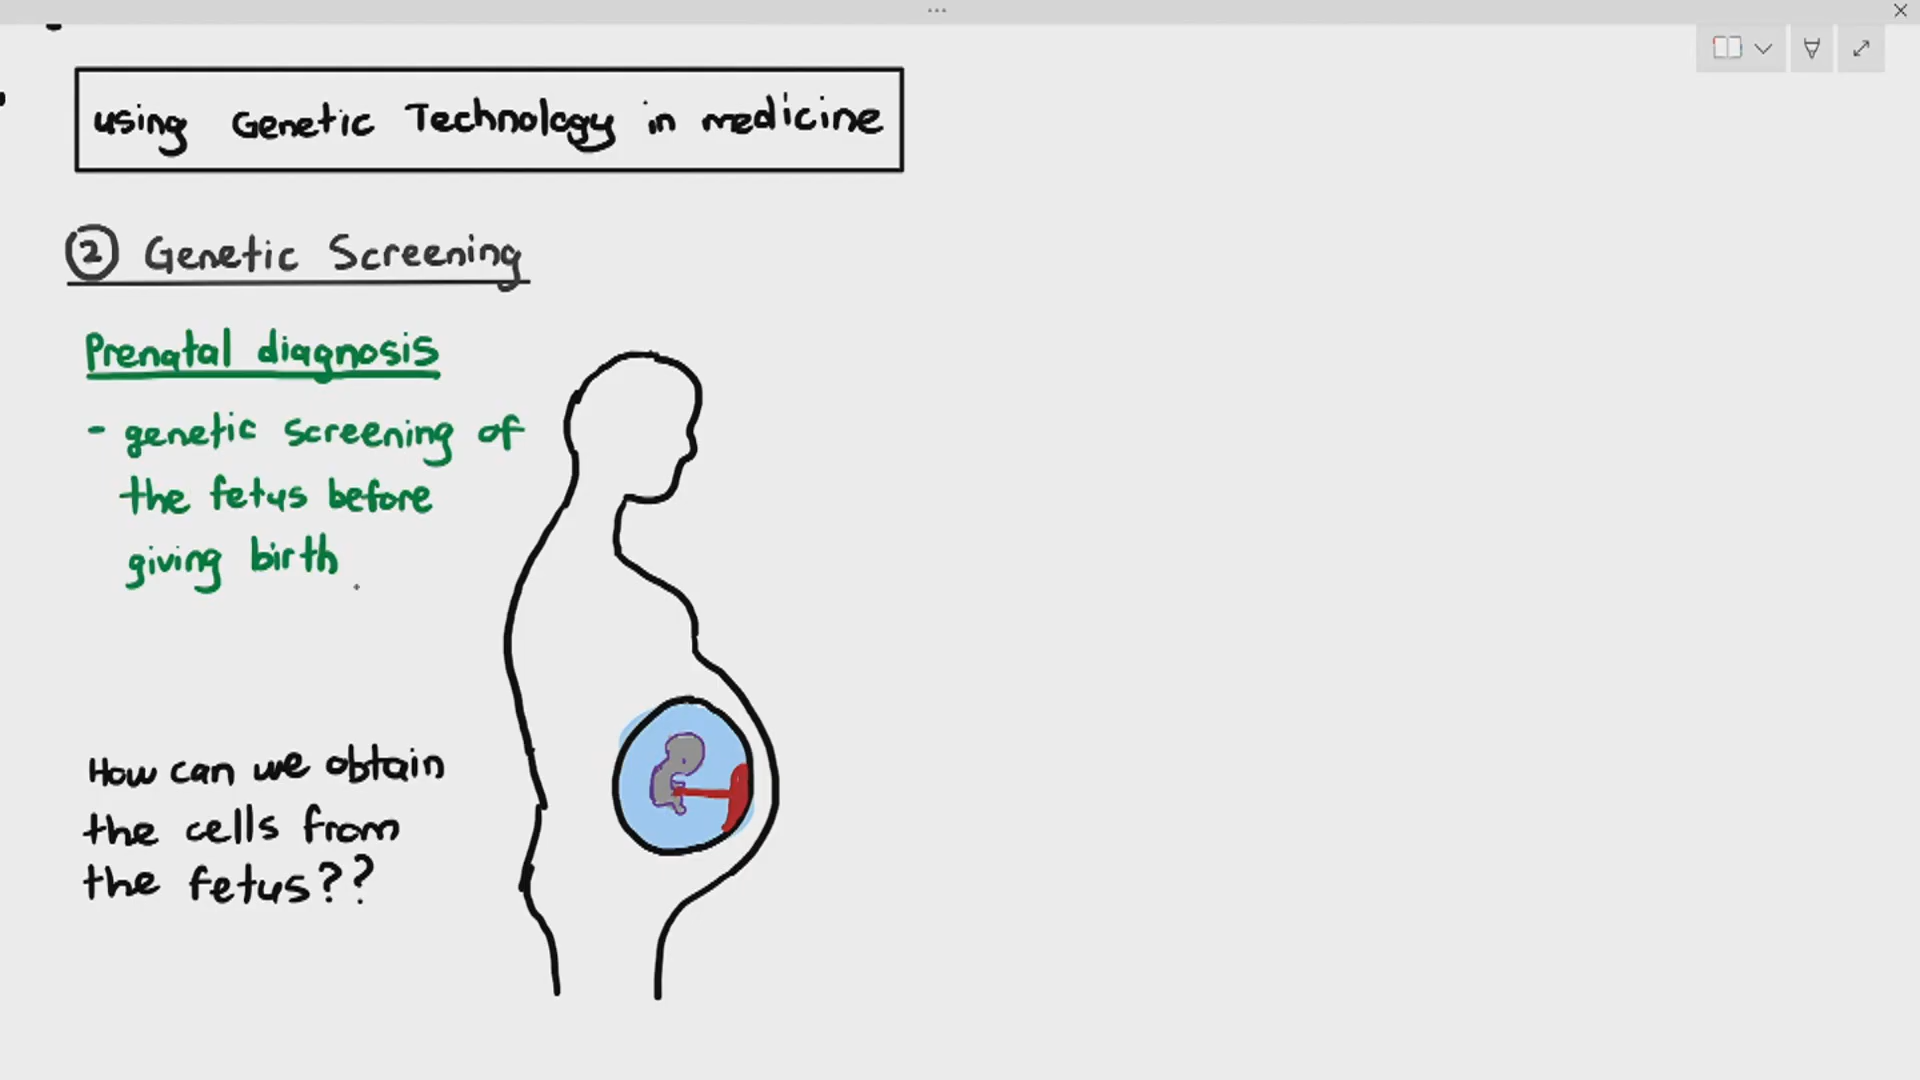 using Genetic Technology in medicine
② Genetic Screening
Prenatal diagnosis
- genetic screening of
the fetus before
giving birth
How can we obtain
the cells from
the fetus??